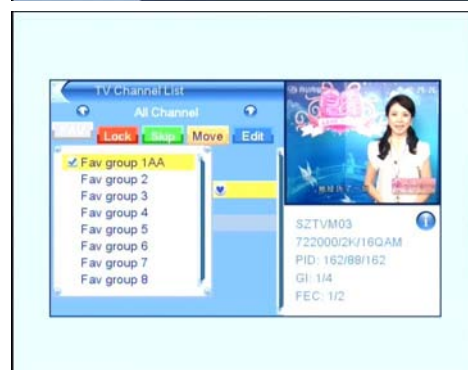 TV Channel List
All Channel
Lock Skip Move Edit
Fav group 1AA
Fav group 2
Fav group 3
Fav group 4
Fav group 5
Fav group 6
Fav group 7
Fav group 8
SZTVM03
722000/2K/16QAM
PID: 162/88/162
GI: 1/4
FEC: 1/2